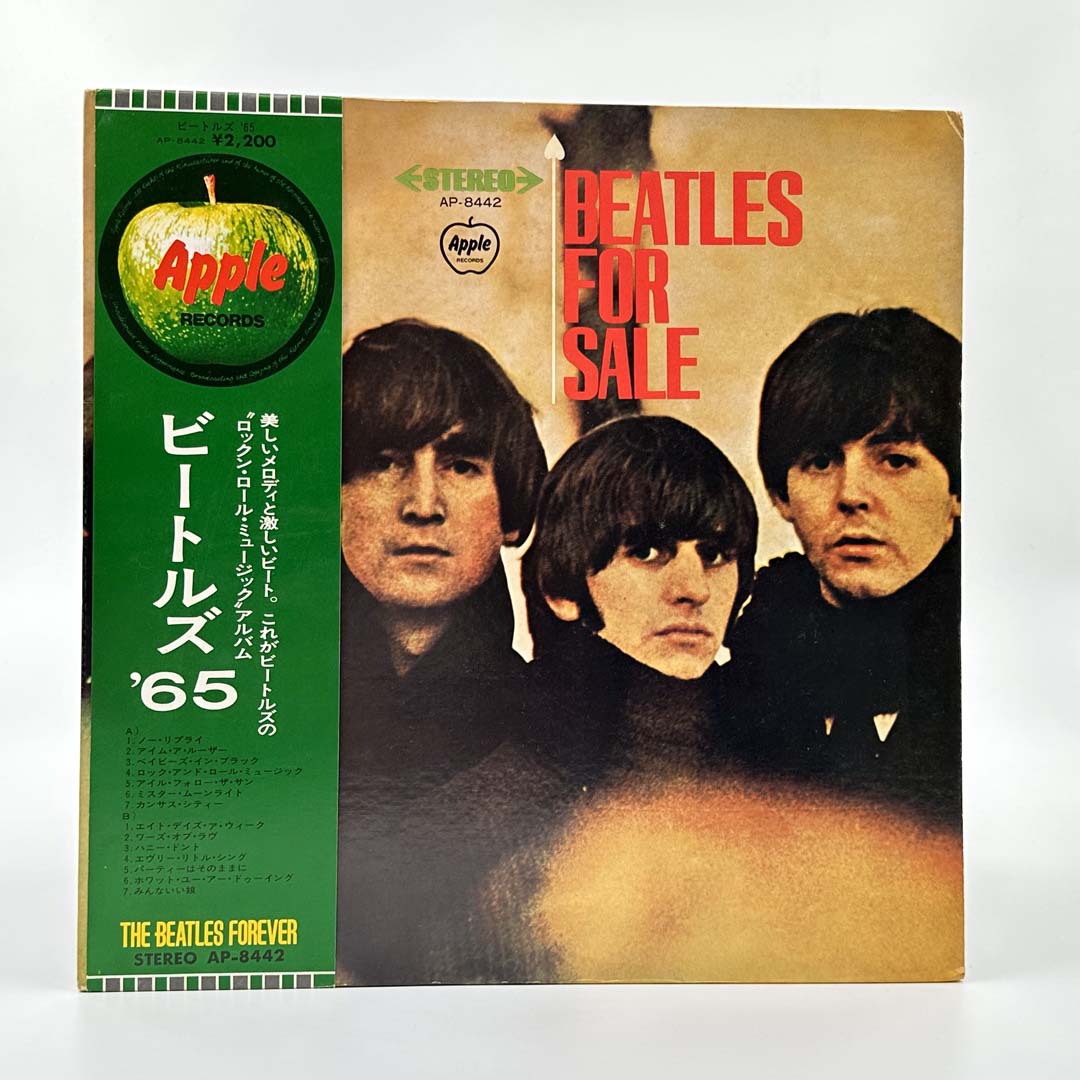 ビートルズ '65
AP-8442 ¥2,200
Apple
RECORDS
美しいメロディと激しいビート。これがビートルズの
“ロックン・ロール・ミュージック”アルバム
ビートルズ
'65
A)
1. ノー・リプライ
2. アイム・ア・ルーザー
3. ベイビーズ・イン・ブラック
4. ロック・アンド・ロール・ミュージック
5. アイル・フォロー・ザ・サン
6. ミスター・ムーンライト
7. カンサス・シティー
B)
1. エイト・デイズ・ア・ウィーク
2. ワーズ・オブ・ラヴ
3. ハニー・ドント
4. エヴリー・リトル・シング
5. パーティーはそのままに
6. ホワット・ユー・アー・ドゥーイング
7. みんないい娘
THE BEATLES FOREVER
STEREO AP-8442
STEREO
AP-8442
Apple
RECORDS
BEATLES
FOR
SALE